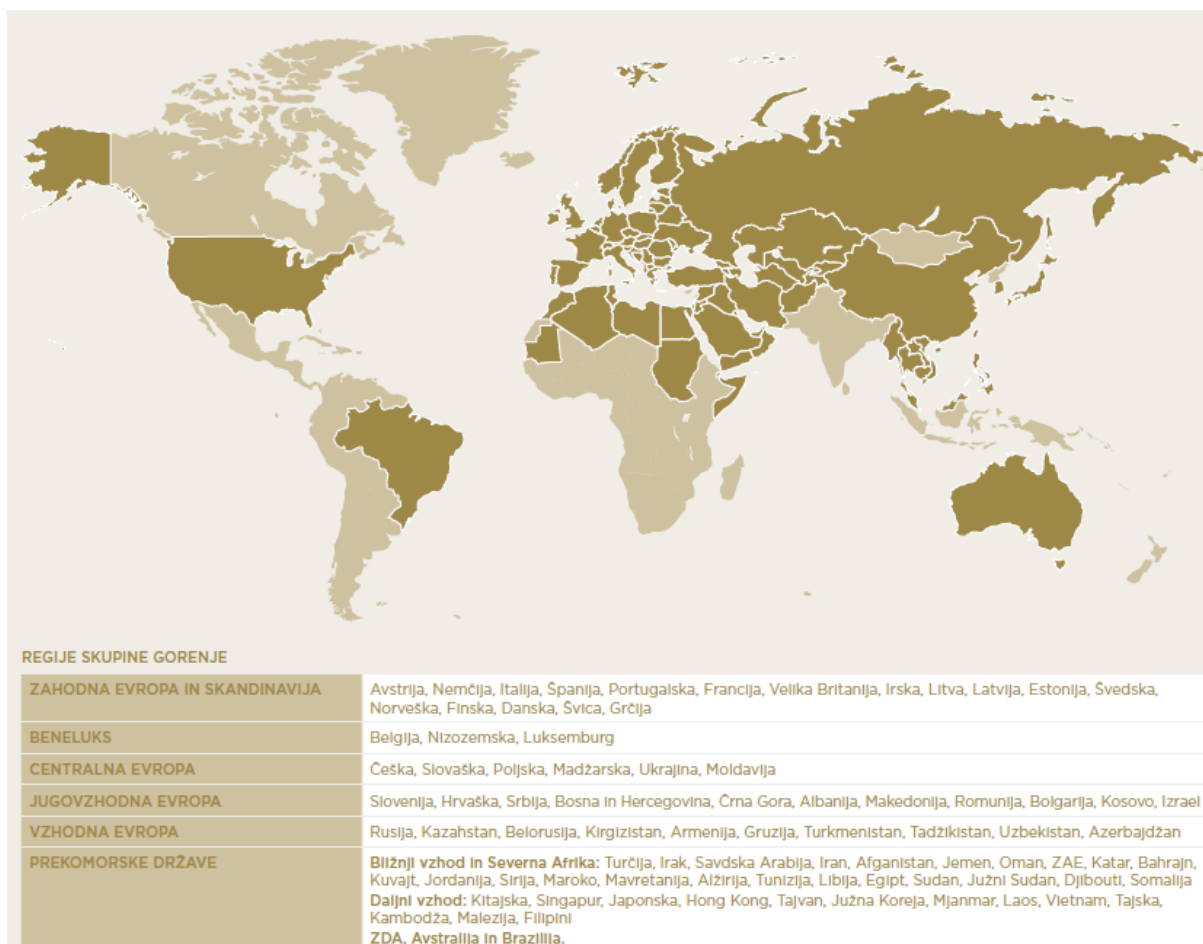 REGIJE SKUPINE GORENJE
ZAHODNA EVROPA IN SKANDINAVIJA
Avstrija, Nemčija, Italija, Španija, Portugalska, Francija, Velika Britanija, Irska, Litva, Latvija, Estonija, Švedska,
Norveška, Finska, Danska, Švica, Grčija
BENELUKS
Belgija, Nizozemska, Luksemburg
CENTRALNA EVROPA
Češka, Slovaška, Poljska, Madžarska, Ukrajina, Moldavija
JUGOVZHODNA EVROPA
Slovenija, Hrvaška, Srbija, Bosna in Hercegovina, Črna Gora, Albanija, Makedonija, Romunija, Bolgarija, Kosovo, Izrael
VZHODNA EVROPA
Rusija, Kazahstan, Belorusija, Kirgizistan, Armenija, Gruzija, Turkmenistan, Tadžikistan, Uzbekistan, Azerbajdžan
PREKOMORSKE DRŽAVE
Bližnji vzhod in Severna Afrika: Turčija, Irak, Savdska Arabija, Iran, Afganistan, Jemen, Oman, ZAE, Katar, Bahrajn,
Kuvajt, Jordanija, Sirija, Maroko, Mavretanija, Alžirija, Tunizija, Libija, Egipt, Sudan, Južni Sudan, Djibouti, Somalija
Daljni vzhod: Kitajska, Singapur, Japonska, Hong Kong, Tajvan, Južna Koreja, Mjanmar, Laos, Vietnam, Tajska,
Kambodža, Malezija, Filipini
ZDA, Avstralija in Brazilija.